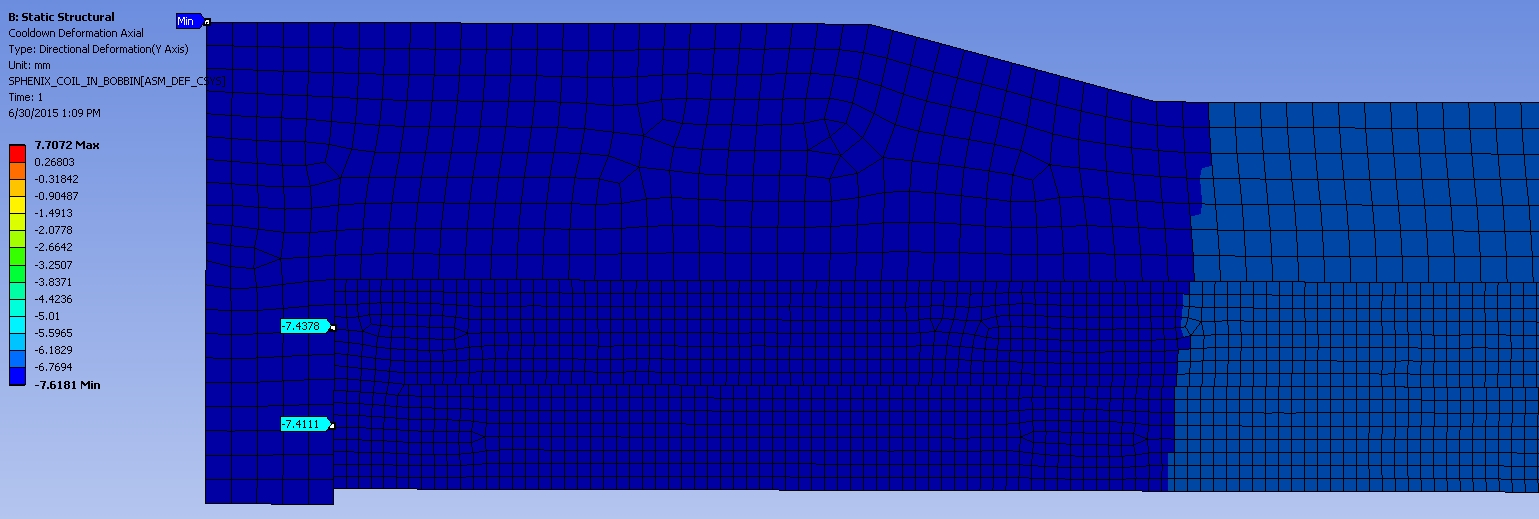 B: Static Structural
Cooldown Deformation Axial
Type: Directional Deformation(Y Axis)
Unit: mm
SPHENIX_COIL_IN_BOBBIN[ASM_DEF_CSYS]
Time: 1
6/30/2015 1:09 PM
7.7072 Max
0.26803
-0.31842
-0.90487
-1.4913
-2.0778
-2.6642
-3.2507
-3.8371
-4.4236
-5.01
-5.5965
-6.1829
-6.7694
-7.6181 Min
Min
-7.4378
-7.4111